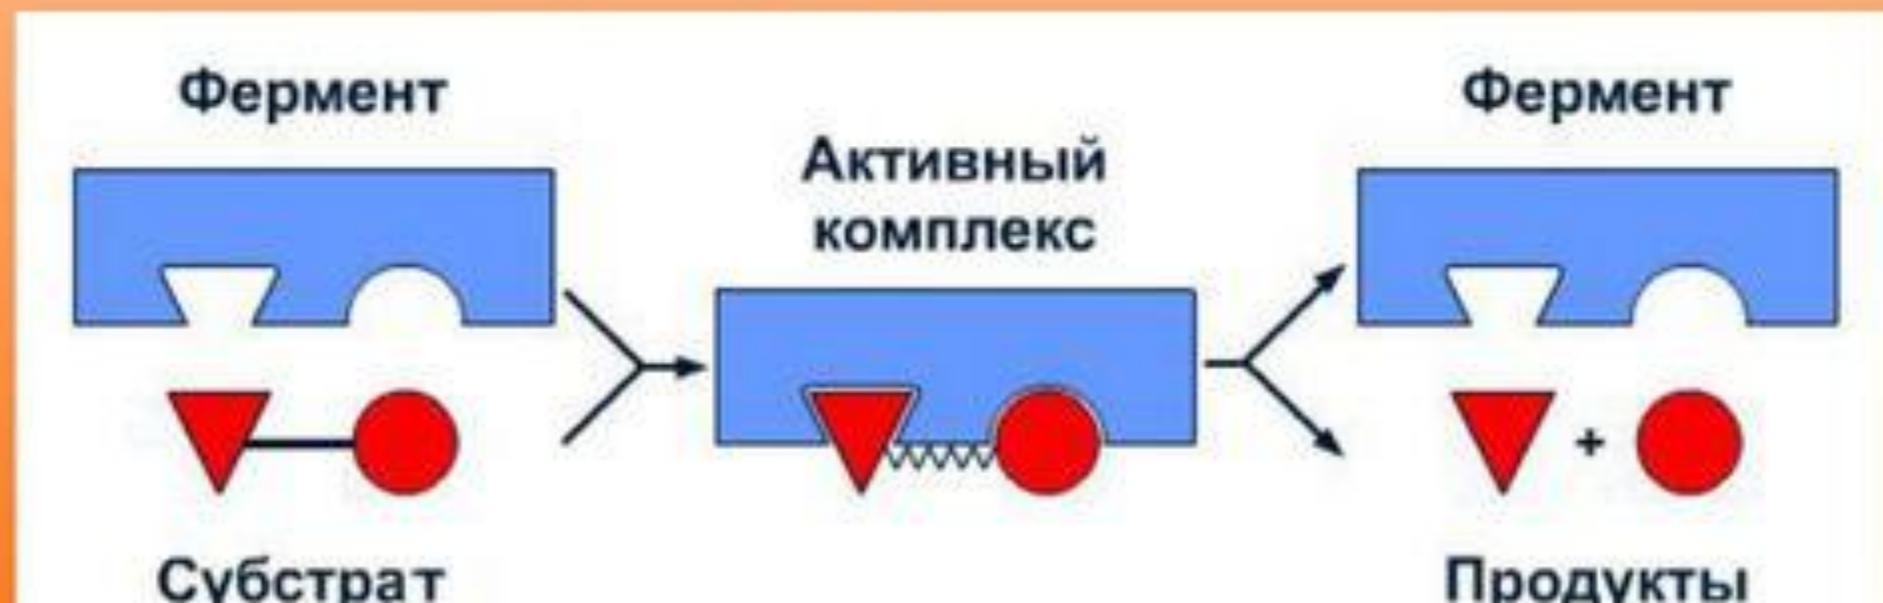 Фермент
Фермент
Активный
комплекс
+
Субстрат
Продукты